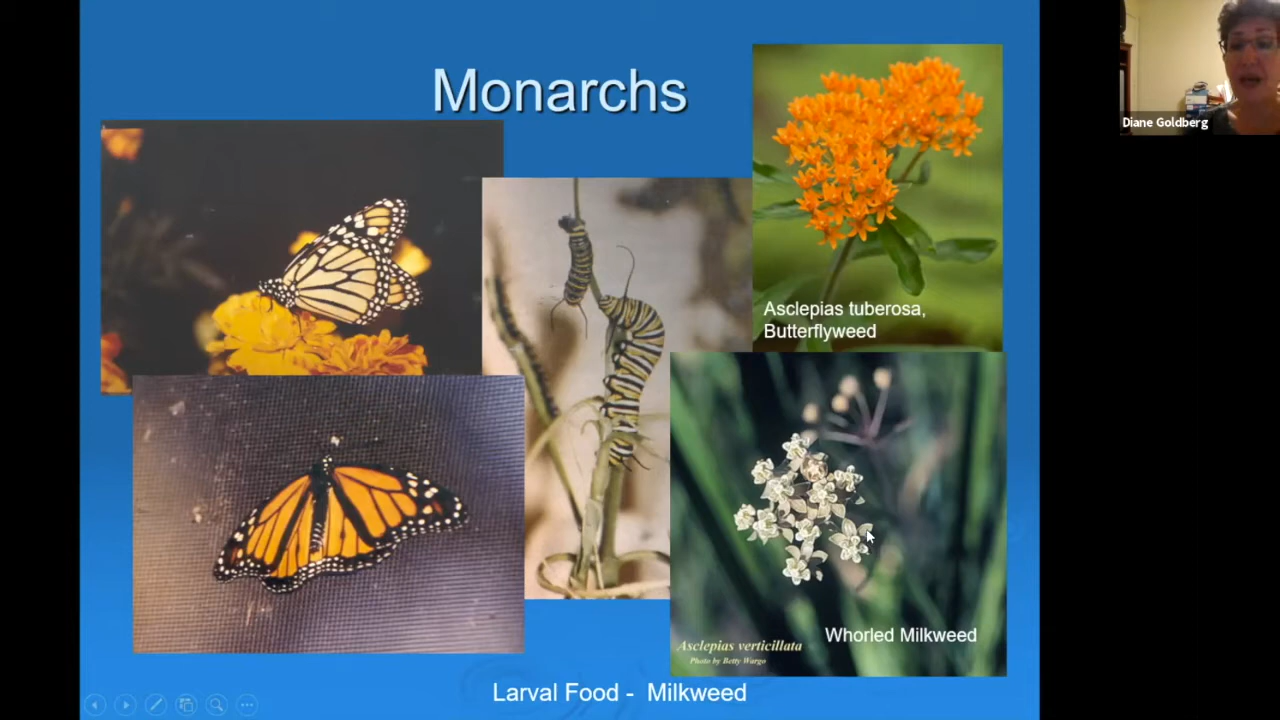 Monarchs
Diane Goldberg
Asclepias tuberosa,
Butterflyweed
Whorled Milkweed
Asclepias verticillata
Photo by Betty Wargo
Larval Food - Milkweed